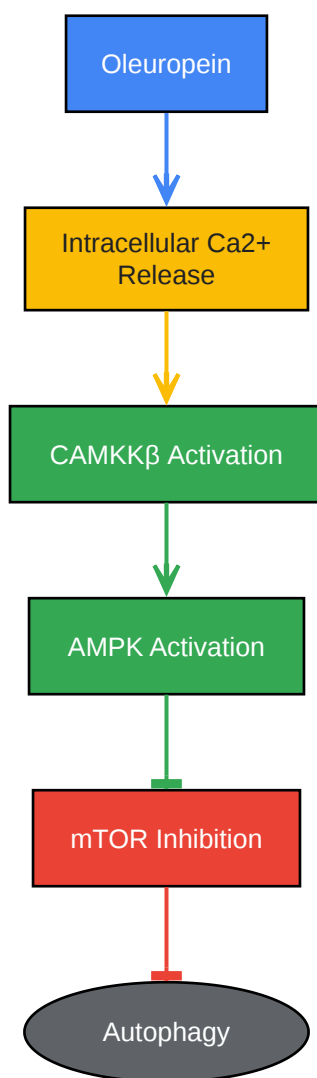 Oleuropein
Intracellular Ca2+
Release
CAMKKβ Activation
AMPK Activation
mTOR Inhibition
Autophagy